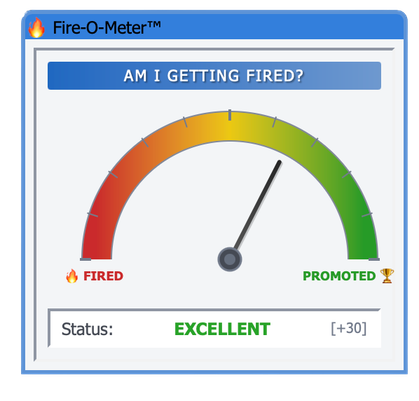 🔥 Fire-O-Meter™
AM I GETTING FIRED?
🔥 FIRED
PROMOTED 🏆
Status: EXCELLENT [+30]